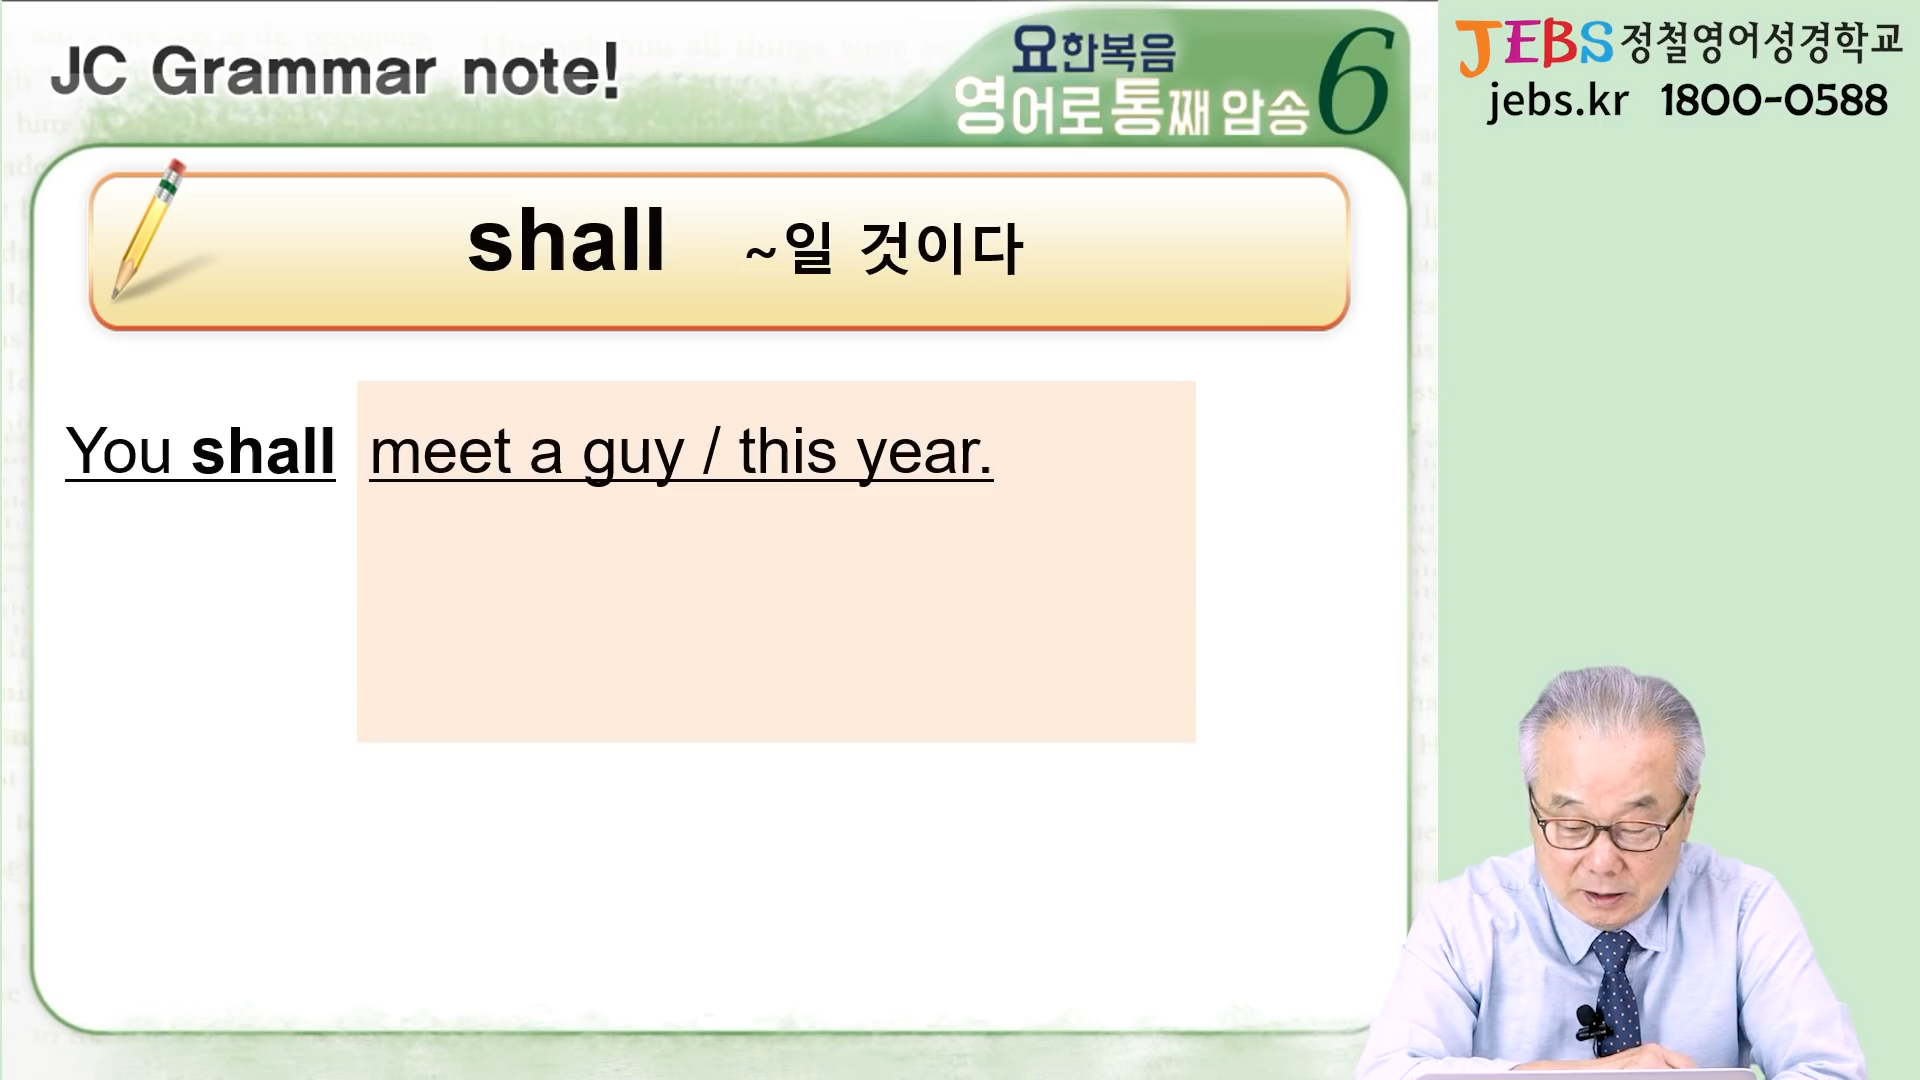 JC Grammar note!
요한복음
영어로 통째 암송 6
JEBS 정철영어성경학교
jebs.kr 1800-0588
shall ~일 것이다
You shall meet a guy / this year.